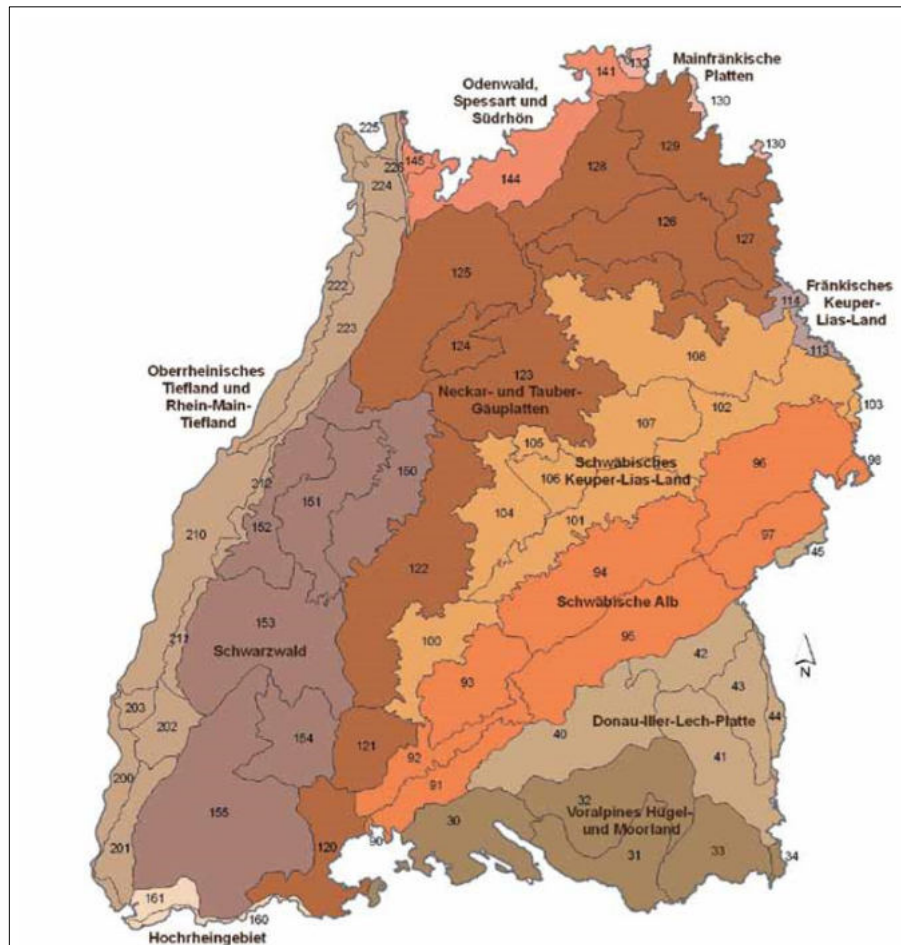 141
133
Mainfränkische
Platten
Odenwald,
Spessart und
Südrhön
130
225
129
130
145
226
128
224
144
126
127
125
222
Fränkisches
Keuper-
Lias-Land
114
223
124
108
113
123
Oberrheinisches
Tiefland und
Rhein-Main-
Tiefland
Neckar- und Tauber-
Gäuplatten
102
103
107
105
150
Schwäbisches
Keuper-Lias-Land
96
98
212
151
106
104
152
101
210
97
45
94
122
Schwäbische Alb
153
211
95
100
Schwarzwald
42
N
93
43
203
Donau-Iller-Lech-Platte
44
202
154
121
40
92
41
200
91
32
Voralpines Hügel-
und Moorland
155
30
201
120
90
31
33
34
161
160
Hochrheingebiet